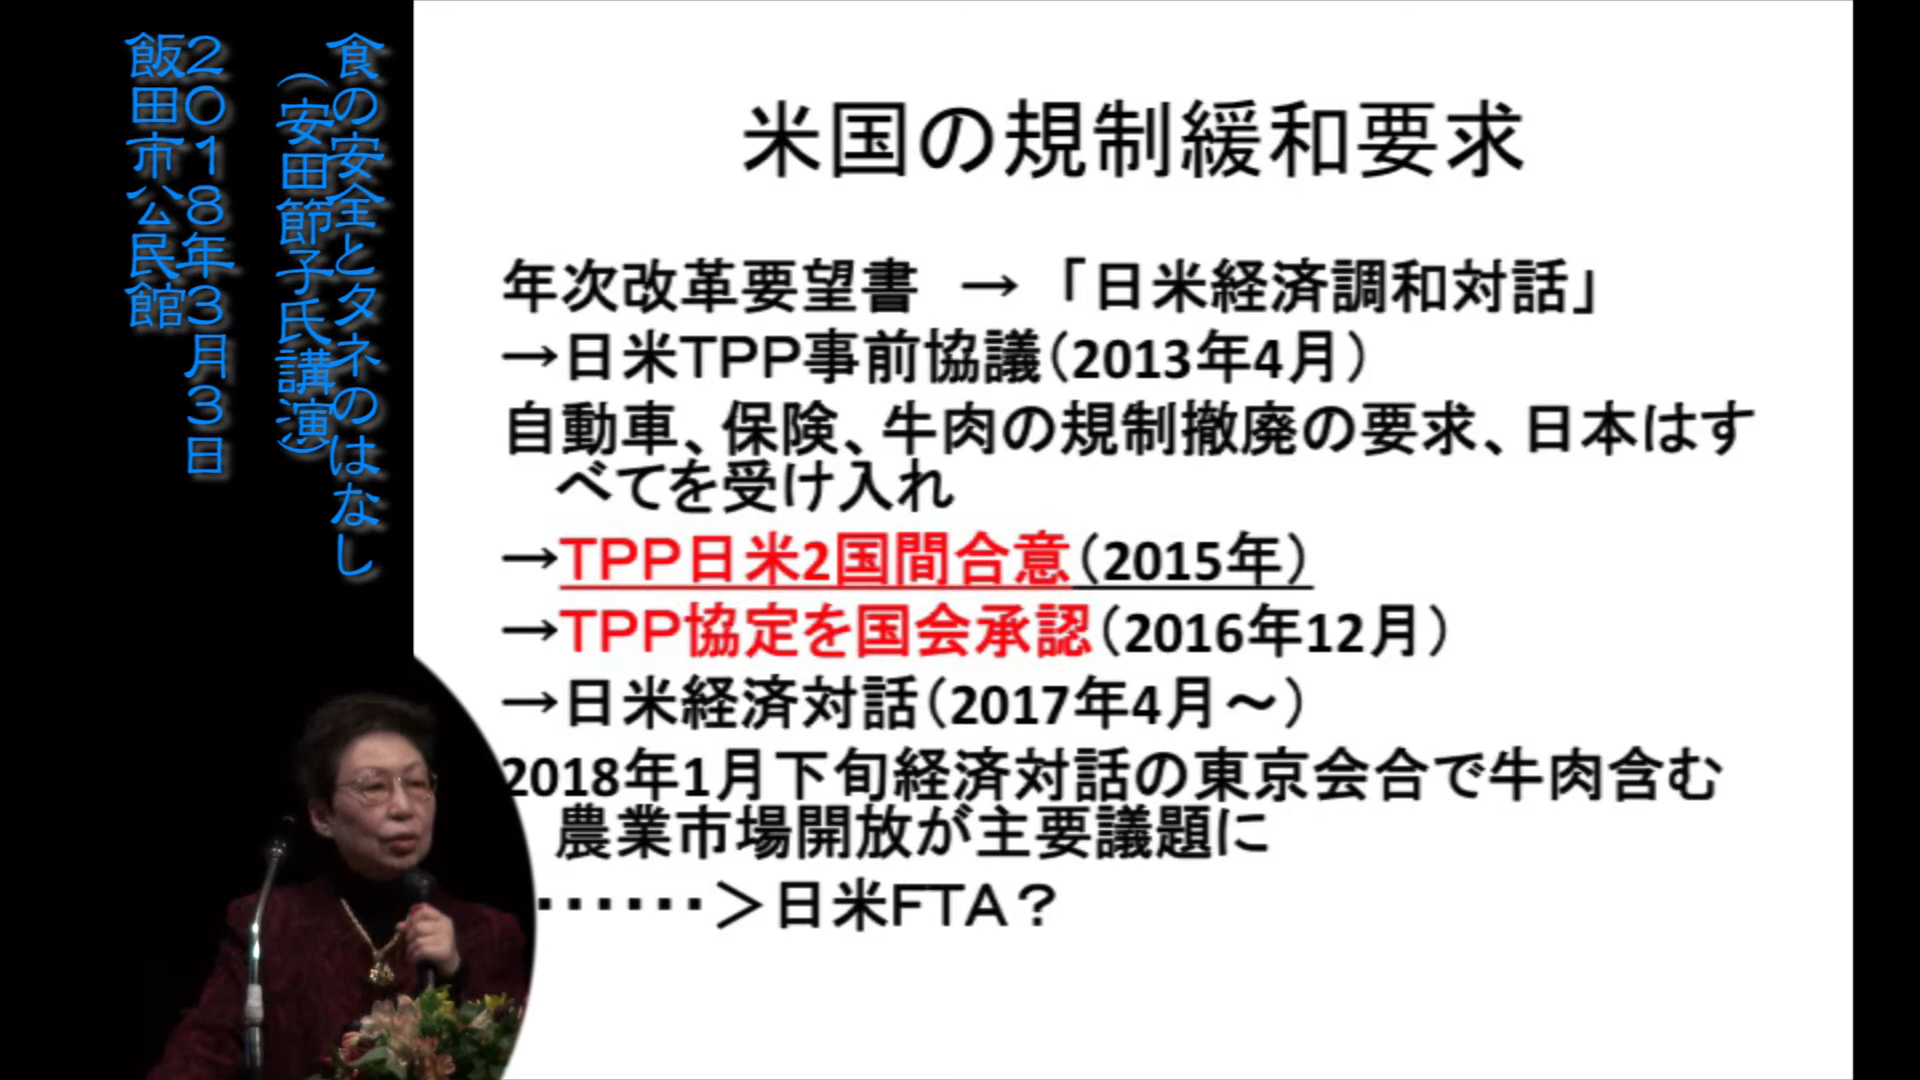 食の安全とタネのはなし
（安田節子氏講演）
２０１８年３月３日
飯田市公民館
米国の規制緩和要求
年次改革要望書　→「日米経済調和対話」
→日米ＴＰＰ事前協議（2013年4月）
自動車、保険、牛肉の規制撤廃の要求、日本はす
べてを受け入れ
→ＴＰＰ日米2国間合意（2015年）
→ＴＰＰ協定を国会承認（2016年12月）
→日米経済対話（2017年4月～）
2018年1月下旬経済対話の東京会合で牛肉含む
農業市場開放が主要議題に
・・・・・・＞日米ＦＴＡ？